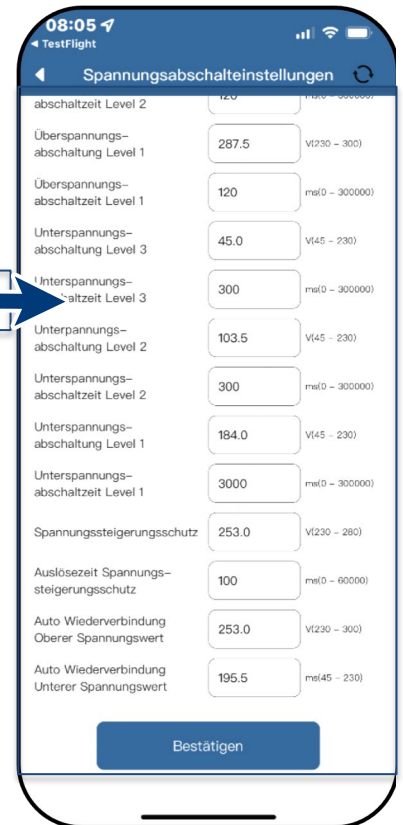 08:05
◀ TestFlight
Spannungsabschalteinstellungen
abschaltzeit Level 2 120
Überspannungs–
abschaltung Level 1 287.5 V(230 – 300)
Überspannungs–
abschaltzeit Level 1 120 ms(0 – 300000)
Unterspannungs–
abschaltung Level 3 45.0 V(45 – 230)
Unterspannungs–
abschaltzeit Level 3 300 ms(0 – 300000)
Unterpannungs–
abschaltung Level 2 103.5 V(45 – 230)
Unterspannungs–
abschaltzeit Level 2 300 ms(0 – 300000)
Unterspannungs–
abschaltung Level 1 184.0 V(45 – 230)
Unterspannungs–
abschaltzeit Level 1 3000 ms(0 – 300000)
Spannungssteigerungsschutz 253.0 V(230 – 280)
Auslösezeit Spannungs–
steigerungsschutz 100 ms(0 – 60000)
Auto Wiederverbindung
Oberer Spannungswert 253.0 V(230 – 300)
Auto Wiederverbindung
Unterer Spannungswert 195.5 ms(45 – 230)
Bestätigen